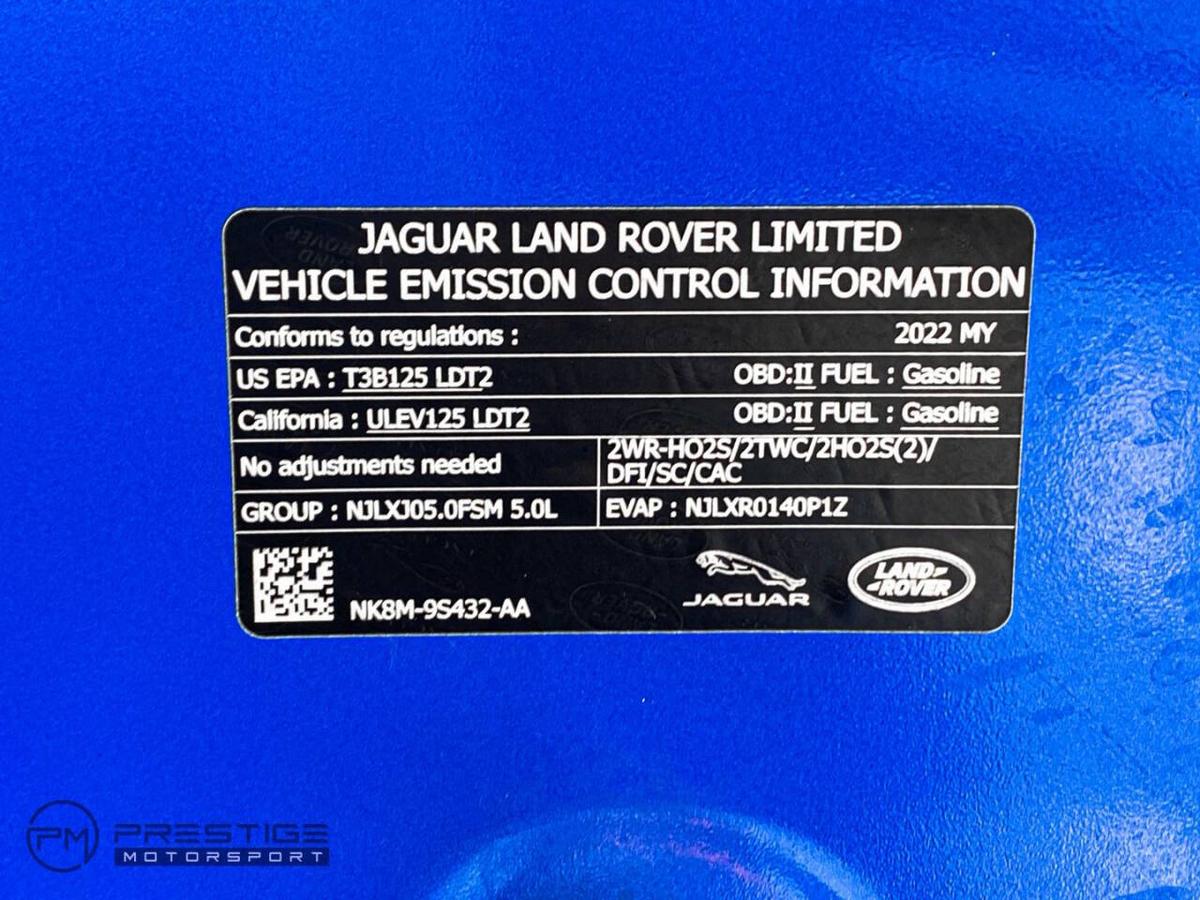 JAGUAR LAND ROVER LIMITED
VEHICLE EMISSION CONTROL INFORMATION
Conforms to regulations : 2022 MY
US EPA : T3B125 LDT2 OBD:II FUEL : Gasoline
California : ULEV125 LDT2 OBD:II FUEL : Gasoline
No adjustments needed
2WR-HO2S/2TWC/2HO2S(2)/
DFI/SC/CAC
GROUP : NJLXJ05.0FSM 5.0L EVAP : NJLXR0140P1Z
NK8M-9S432-AA
JAGUAR
LAND
ROVER
PM
PRESTIGE
MOTORSPORT